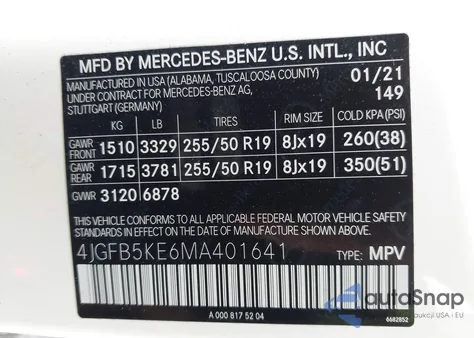 MFD BY MERCEDES-BENZ U.S. INTL., INC
MANUFACTURED IN USA (ALABAMA, TUSCALOOSA COUNTY) 01/21
UNDER CONTRACT FOR MERCEDES-BENZ AG, 149
STUTTGART (GERMANY)
KG LB TIRES RIM SIZE COLD KPA (PSI)
GAWR FRONT 1510 3329 255/50 R19 8Jx19 260(38)
GAWR REAR 1715 3781 255/50 R19 8Jx19 350(51)
GVWR 3120 6878
THIS VEHICLE CONFORMS TO ALL APPLICABLE FEDERAL MOTOR VEHICLE SAFETY
STANDARDS IN EFFECT ON THE DATE OF MANUFACTURE SHOWN ABOVE.
4JGFB5KE6MA401641 TYPE: MPV
A 000 817 52 04
6682852
autoSnap
aukcji USA i EU